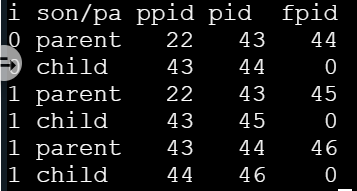 i son/pa ppid pid fpid
0 parent 22 43 44
0 child 43 44 0
1 parent 22 43 45
1 child 43 45 0
1 parent 43 44 46
1 child 44 46 0